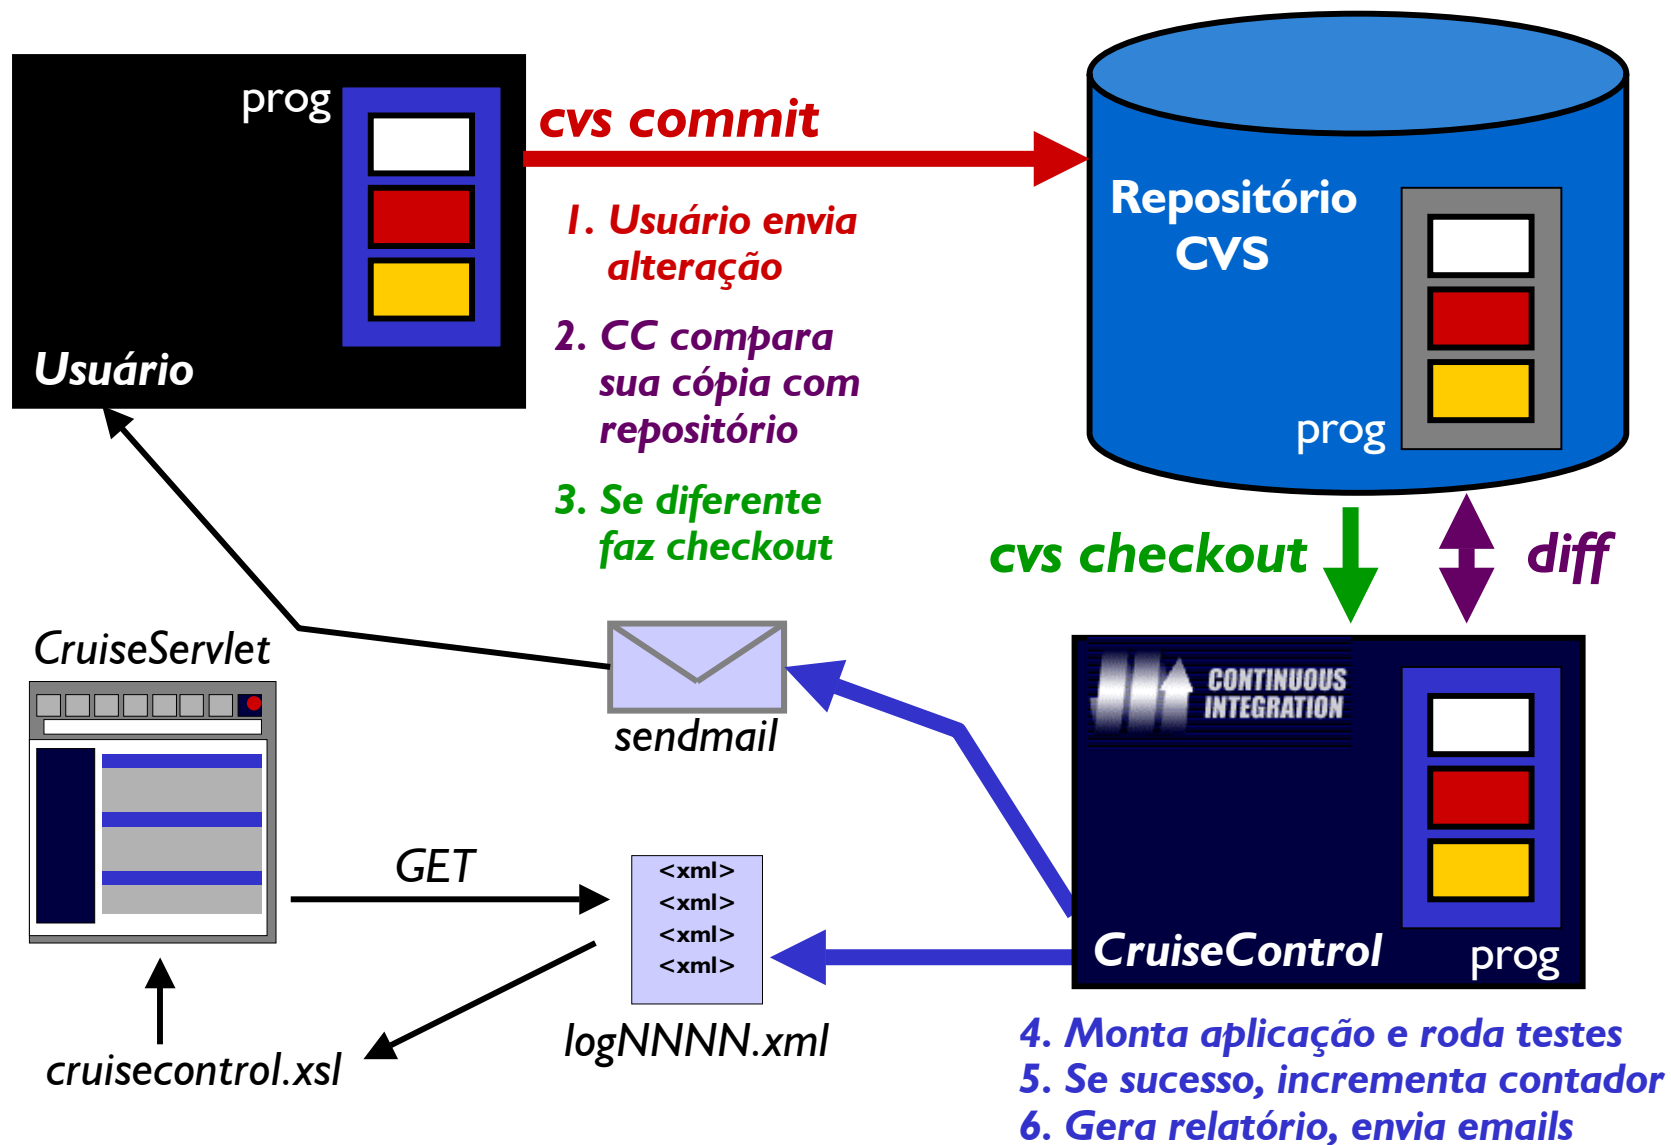 prog
cvs commit
Usuário
1. Usuário envia
alteração
2. CC compara
sua cópia com
repositório
3. Se diferente
faz checkout
Repositório
CVS
prog
cvs checkout
diff
CruiseServlet
sendmail
CONTINUOUS
INTEGRATION
GET
<xml>
<xml>
<xml>
<xml>
CruiseControl
prog
logNNNN.xml
cruisecontrol.xsl
4. Monta aplicação e roda testes
5. Se sucesso, incrementa contador
6. Gera relatório, envia emails